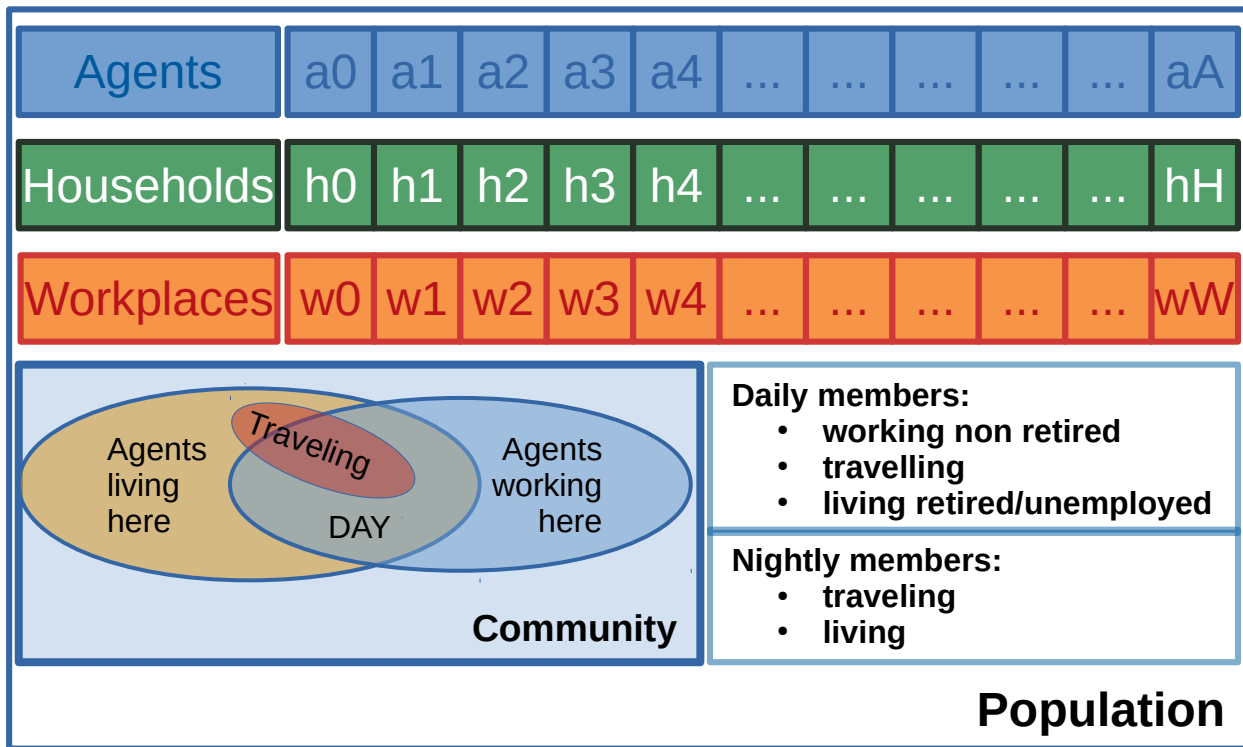 Agents a0 a1 a2 a3 a4 ... ... ... ... ... aA
Households h0 h1 h2 h3 h4 ... ... ... ... ... hH
Workplaces w0 w1 w2 w3 w4 ... ... ... ... ... wW
Agents
living
here
Traveling
DAY
Agents
working
here
Community
Daily members:
• working non retired
• travelling
• living retired/unemployed
Nightly members:
• traveling
• living
Population